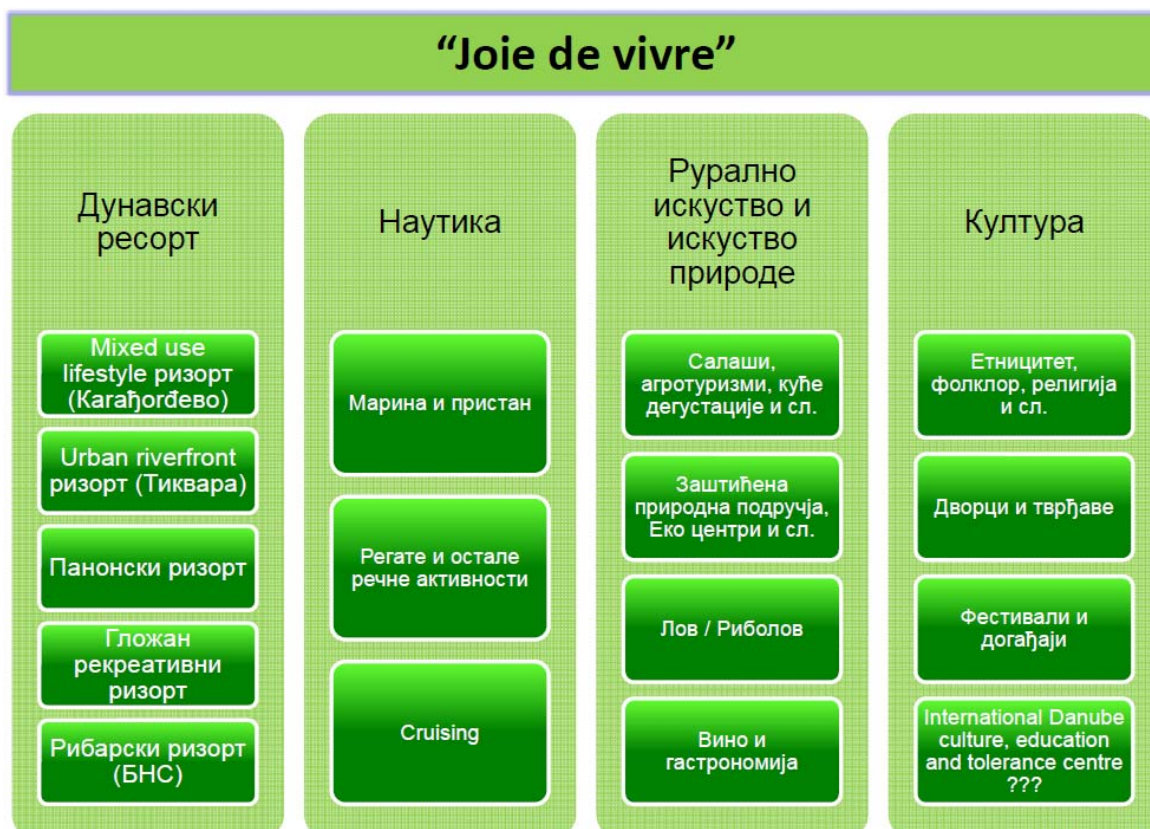 “Joie de vivre”
Дунавски
ресорт
Mixed use
lifestyle ризорт
(Карађorđево)
Urban riverfront
ризорт (Тиквара)
Панонски ризорт
Гложан
рекреативни
ризорт
Рибарски ризорт
(БНС)
Наутика
Марина и пристан
Регате и остале
речне активности
Cruising
Рурално
искуство и
искуство
природе
Салаши,
агротуризми, куће
дегустације и сл.
Заштићена
природна подручја,
Еко центри и сл.
Лов / Риболов
Вино и
гастрономија
Култура
Етницитет,
фолклор, религија
и сл.
Дворци и тврђаве
Фестивали и
догађаји
International Danube
culture, education
and tolerance centre
???